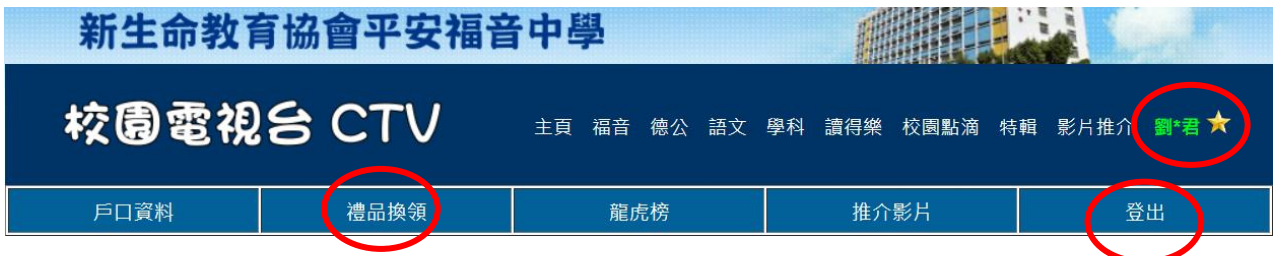 新生命教育協會平安福音中學
校園電視台 CTV
主頁 福音 德公 語文 學科 讀得樂 校園點滴 特輯 影片推介 劉*君
戶口資料 禮品換領 龍虎榜 推介影片 登出